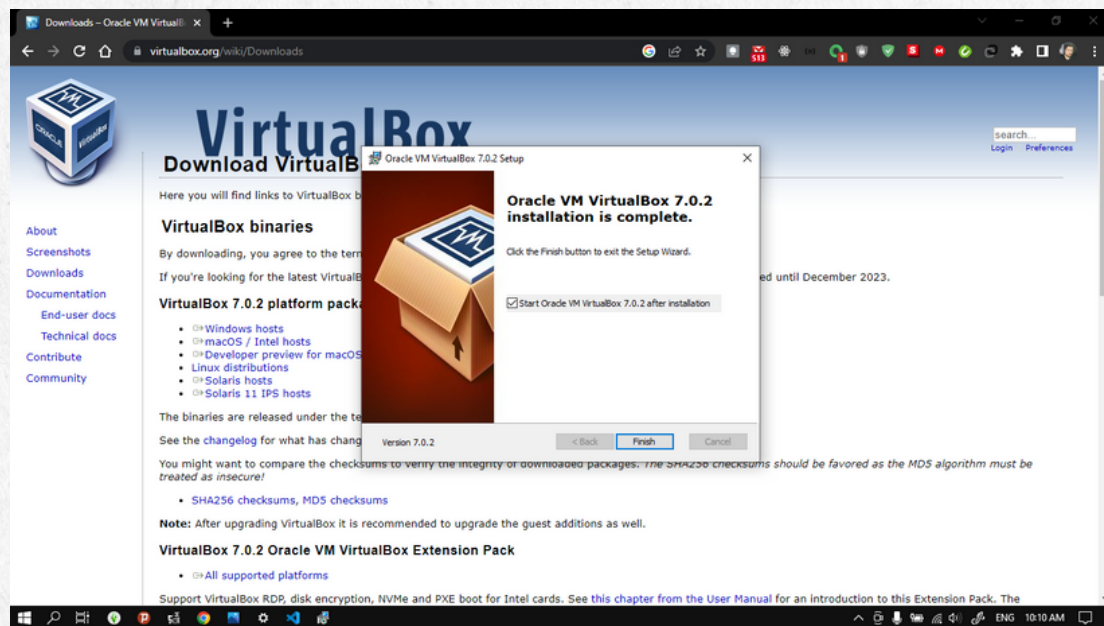 Downloads – Oracle VM VirtualB
virtualbox.org/wiki/Downloads
513
1
ORACLE
VirtualBox
VirtualBox
search...
Login Preferences
Download VirtualB
Here you will find links to VirtualBox b
About
Screenshots
Downloads
Documentation
End-user docs
Technical docs
Contribute
Community
VirtualBox binaries
By downloading, you agree to the ter
If you're looking for the latest VirtualB
ed until December 2023.
VirtualBox 7.0.2 platform packa
Windows hosts
macOS / Intel hosts
Developer preview for macOS
Linux distributions
Solaris hosts
Solaris 11 IPS hosts
The binaries are released under the te
See the changelog for what has chang
You might want to compare the checksums to verify the integrity of downloaded packages. The SHA256 checksums should be favored as the MD5 algorithm must be
treated as insecure!
SHA256 checksums, MD5 checksums
Note: After upgrading VirtualBox it is recommended to upgrade the guest additions as well.
VirtualBox 7.0.2 Oracle VM VirtualBox Extension Pack
All supported platforms
Support VirtualBox RDP, disk encryption, NVMe and PXE boot for Intel cards. See this chapter from the User Manual for an introduction to this Extension Pack. The
Oracle VM VirtualBox 7.0.2 Setup
Oracle VM VirtualBox 7.0.2
installation is complete.
Click the Finish button to exit the Setup Wizard.
Start Oracle VM VirtualBox 7.0.2 after installation
Version 7.0.2
< Back
Finish
Cancel
ENG
10:10 AM